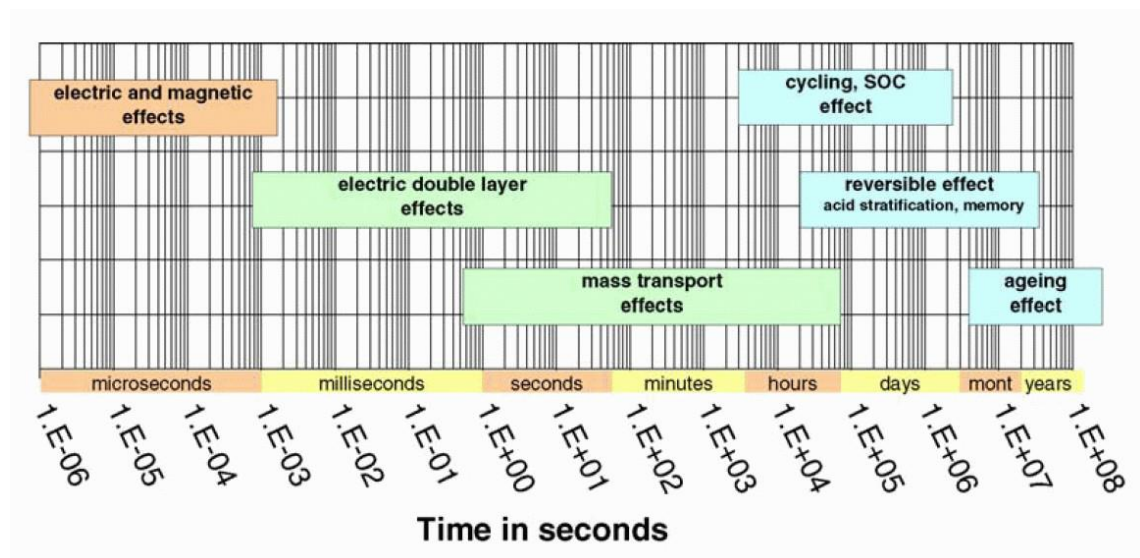 electric and magnetic
effects
cycling, SOC
effect
electric double layer
effects
reversible effect
acid stratification, memory
mass transport
effects
ageing
effect
microseconds milliseconds seconds minutes hours days mont years
1.E-06 1.E-05 1.E-04 1.E-03 1.E-02 1.E-01 1.E+00 1.E+01 1.E+02 1.E+03 1.E+04 1.E+05 1.E+06 1.E+07 1.E+08
Time in seconds